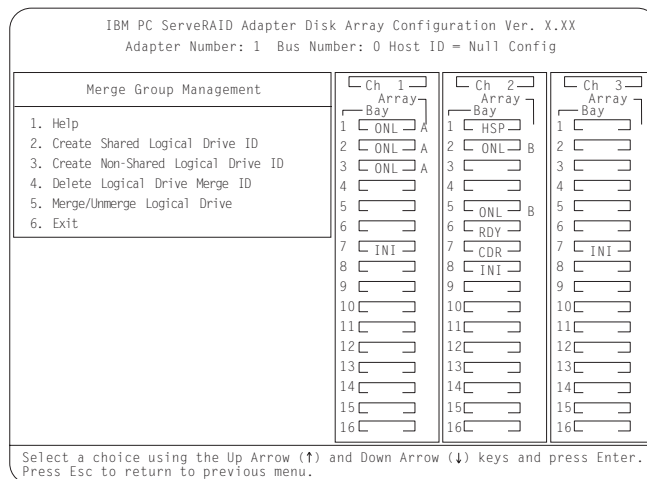 IBM PC ServeRAID Adapter Disk Array Configuration Ver. X.XX
Adapter Number: 1 Bus Number: 0 Host ID = Null Config
Merge Group Management
1. Help
2. Create Shared Logical Drive ID
3. Create Non-Shared Logical Drive ID
4. Delete Logical Drive Merge ID
5. Merge/Unmerge Logical Drive
6. Exit
Ch 1
Array
Bay
1 ONL A
2 ONL A
3 ONL A
4
5
6
7 INI
8
9
10
11
12
13
14
15
16
Ch 2
Array
Bay
1 HSP
2 ONL B
3
4
5 ONL B
6 RDY
7 CDR
8 INI
9
10
11
12
13
14
15
16
Ch 3
Array
Bay
1
2
3
4
5
6
7 INI
8
9
10
11
12
13
14
15
16
Select a choice using the Up Arrow (↑) and Down Arrow (↓) keys and press Enter.
Press Esc to return to previous menu.